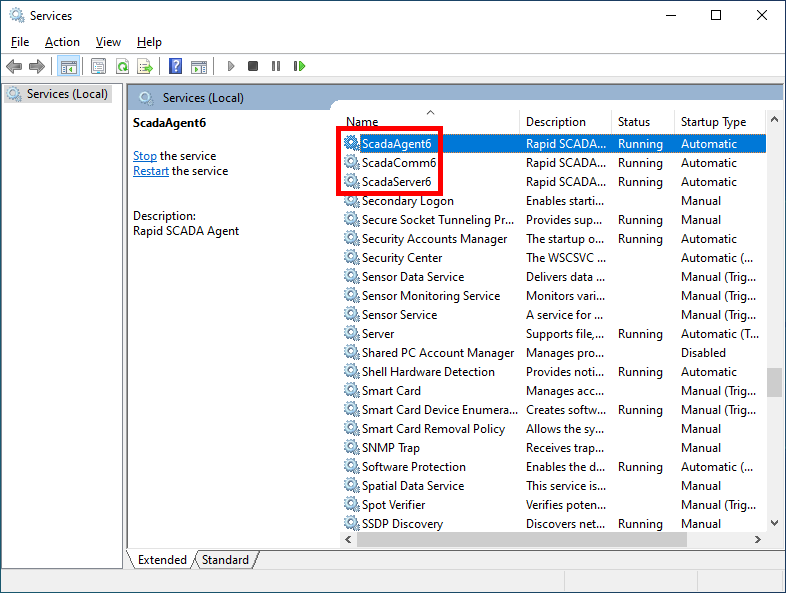 Services
File Action View Help
Services (Local)
Services (Local)
ScadaAgent6
Stop the service
Restart the service
Description:
Rapid SCADA Agent
Name Description Status Startup Type
ScadaAgent6 Rapid SCADA... Running Automatic
ScadaComm6 Rapid SCADA... Running Automatic
ScadaServer6 Rapid SCADA... Running Automatic
Secondary Logon Enables starti... Manual
Secure Socket Tunneling Pr... Provides sup... Running Manual
Security Accounts Manager The startup o... Running Automatic
Security Center The WSCSVC ... Automatic (...
Sensor Data Service Delivers data ... Manual (Trig...
Sensor Monitoring Service Monitors vari... Manual (Trig...
Sensor Service A service for ... Manual (Trig...
Server Supports file,... Running Automatic (T...
Shared PC Account Manager Manages pro... Disabled
Shell Hardware Detection Provides noti... Running Automatic
Smart Card Manages acc... Manual (Trig...
Smart Card Device Enumera... Creates softw... Running Manual (Trig...
Smart Card Removal Policy Allows the sy... Manual
SNMP Trap Receives trap... Manual
Software Protection Enables the d... Running Automatic (...
Spatial Data Service This service is... Manual
Spot Verifier Verifies poten... Manual (Trig...
SSDP Discovery Discovers net... Running Manual
Extended Standard